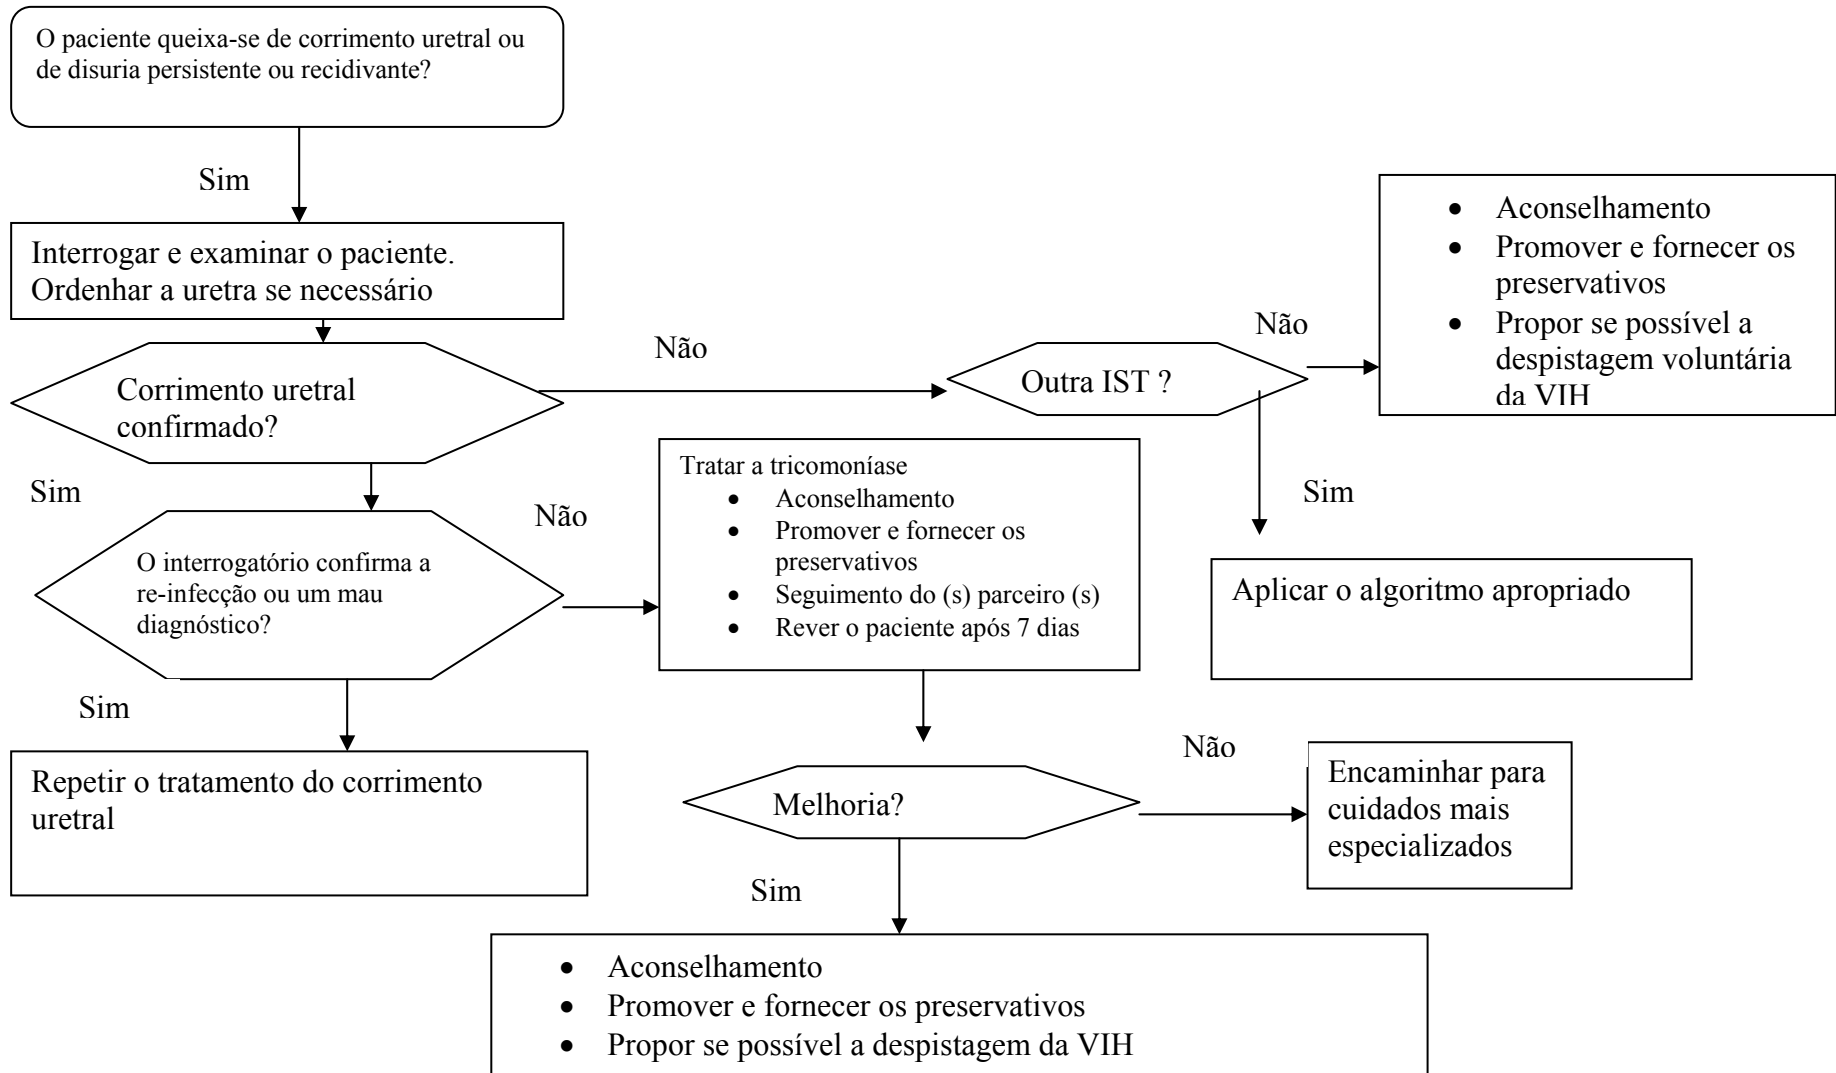 O paciente queixa-se de corrimento uretral ou
de disuria persistente ou recidivante?
Sim
Interrogar e examinar o paciente.
Ordenhar a uretra se necessário
Corrimento uretral
confirmado?
Não
Outra IST ?
Não
• Aconselhamento
• Promover e fornecer os
preservativos
• Propor se possível a
despistagem voluntária
da VIH
Sim
Aplicar o algoritmo apropriado
Sim
O interrogatório confirma a
re-infecção ou um mau
diagnóstico?
Não
Tratar a tricomoníase
• Aconselhamento
• Promover e fornecer os
preservativos
• Seguimento do (s) parceiro (s)
• Rever o paciente após 7 dias
Sim
Repetir o tratamento do corrimento
uretral
Melhoria?
Não
Encaminhar para
cuidados mais
especializados
Sim
• Aconselhamento
• Promover e fornecer os preservativos
• Propor se possível a despistagem da VIH